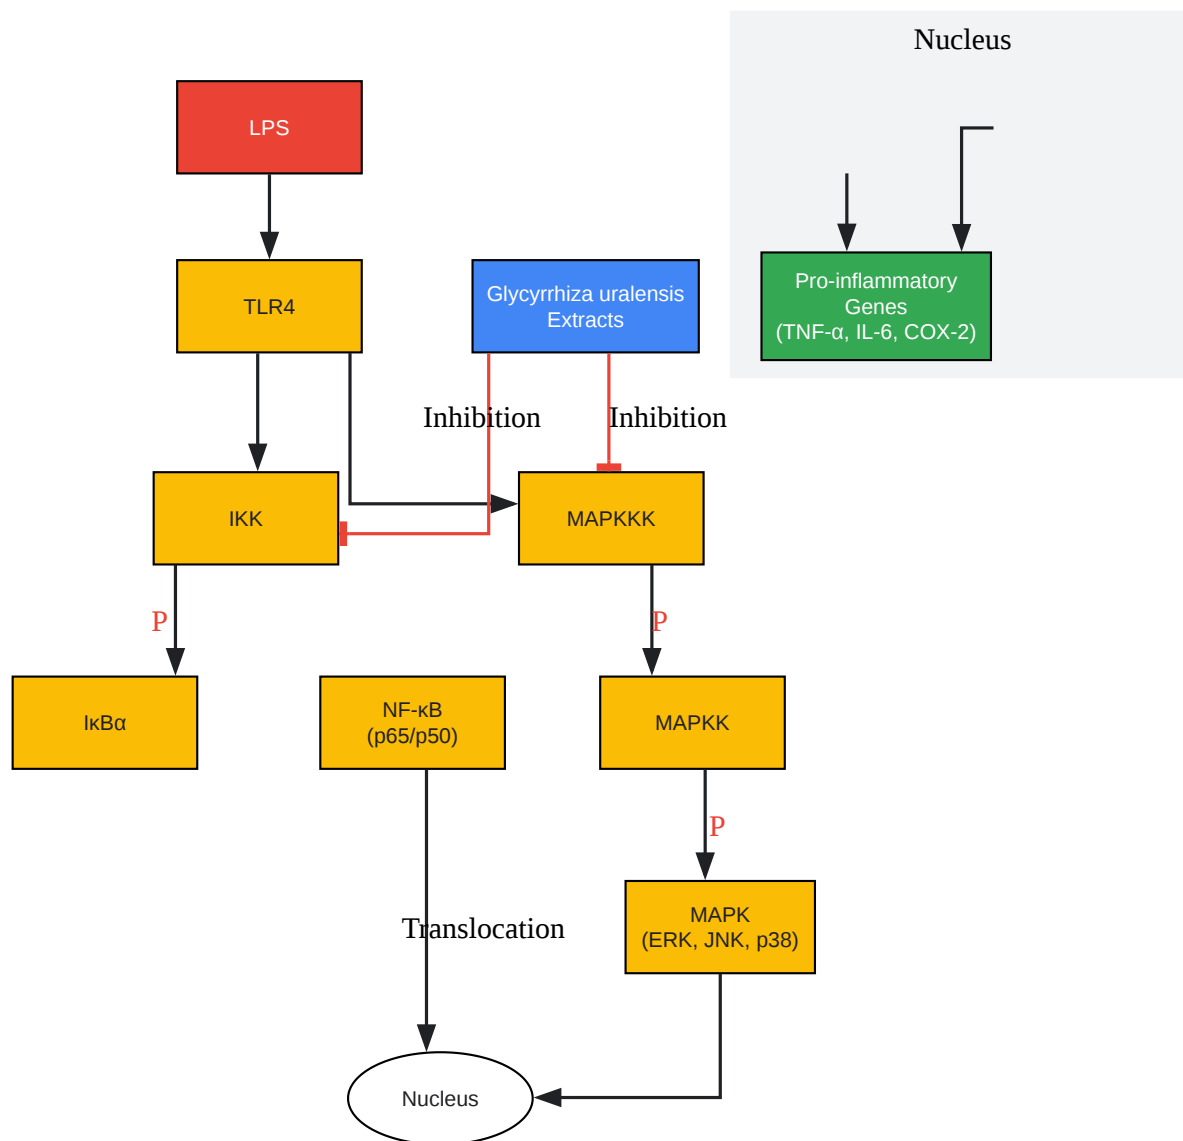 Nucleus
LPS
TLR4
Glycyrrhiza uralensis
Extracts
Pro-inflammatory
Genes
(TNF-α, IL-6, COX-2)
Inhibition
Inhibition
IKK
MAPKKK
P
P
IκBα
NF-κB
(p65/p50)
MAPKK
P
MAPK
(ERK, JNK, p38)
Translocation
Nucleus